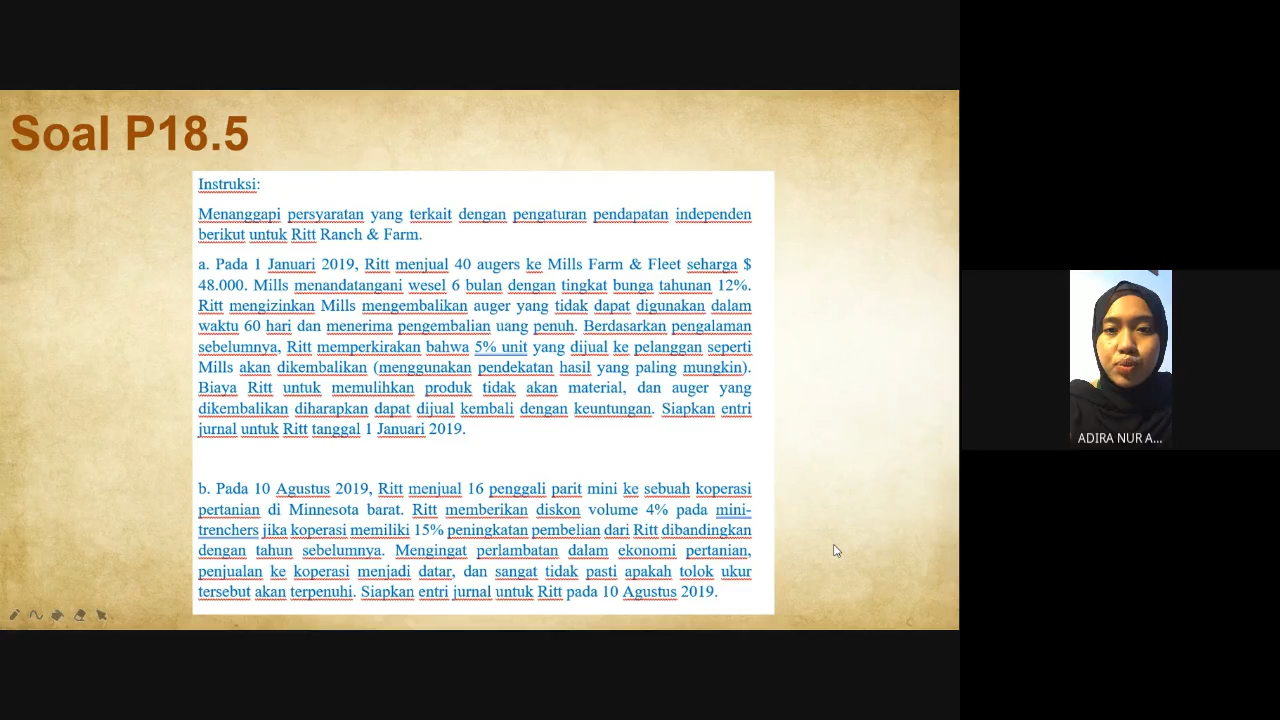 Soal P18.5
Instruksi:
Menanggapi persyaratan yang terkait dengan pengaturan pendapatan independen
berikut untuk Ritt Ranch & Farm.
a. Pada 1 Januari 2019, Ritt menjual 40 augers ke Mills Farm & Fleet seharga $
48.000. Mills menandatangani wesel 6 bulan dengan tingkat bunga tahunan 12%.
Ritt mengizinkan Mills mengembalikan auger yang tidak dapat digunakan dalam
waktu 60 hari dan menerima pengembalian uang penuh. Berdasarkan pengalaman
sebelumnya, Ritt memperkirakan bahwa 5% unit yang dijual ke pelanggan seperti
Mills akan dikembalikan (menggunakan pendekatan hasil yang paling mungkin).
Biaya Ritt untuk memulihkan produk tidak akan material, dan auger yang
dikembalikan diharapkan dapat dijual kembali dengan keuntungan. Siapkan entri
jurnal untuk Ritt tanggal 1 Januari 2019.
b. Pada 10 Agustus 2019, Ritt menjual 16 penggali parit mini ke sebuah koperasi
pertanian di Minnesota barat. Ritt memberikan diskon volume 4% pada mini-
trenchers jika koperasi memiliki 15% peningkatan pembelian dari Ritt dibandingkan
dengan tahun sebelumnya. Mengingat perlambatan dalam ekonomi pertanian,
penjualan ke koperasi menjadi datar, dan sangat tidak pasti apakah tolok ukur
tersebut akan terpenuhi. Siapkan entri jurnal untuk Ritt pada 10 Agustus 2019.
ADIRA NUR A...